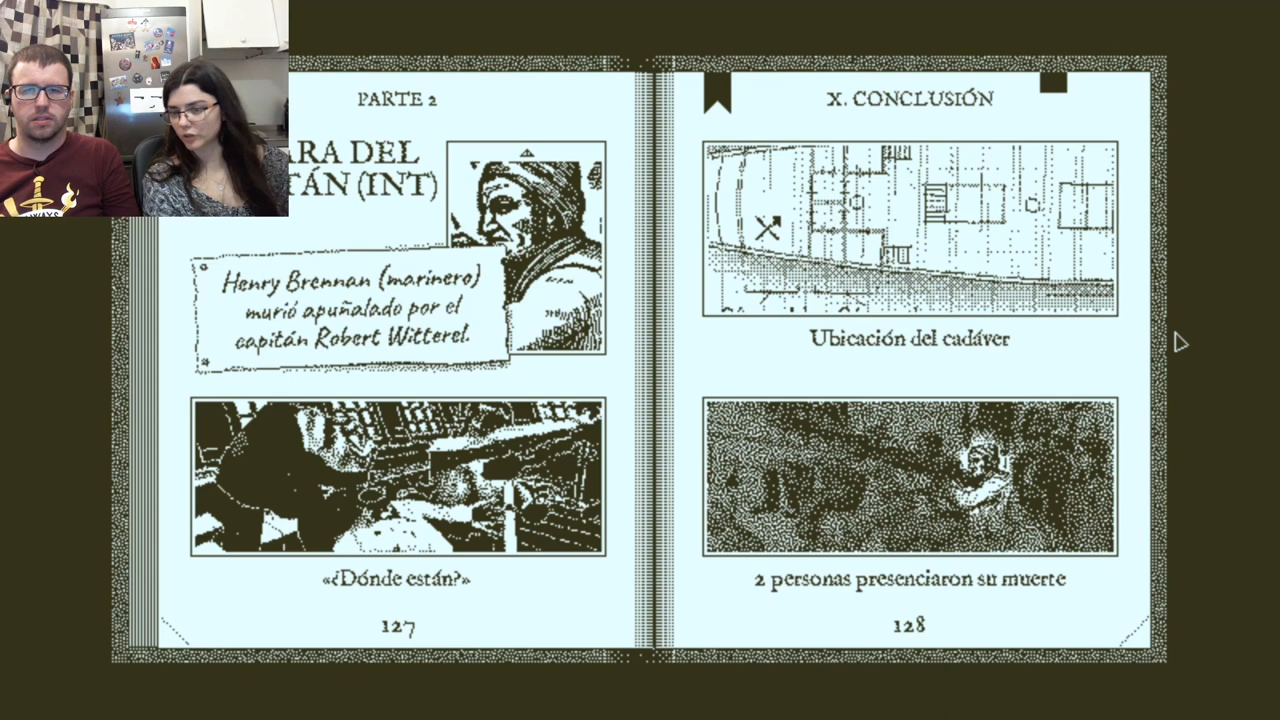 PARTE 2
X. CONCLUSIÓN
ARA DEL
TÁN (INT)
Henry Brennan (marinero)
murió apuñalado por el
capitán Robert Witterel.
Ubicación del cadáver
«¿Dónde están?»
2 personas presenciaron su muerte
127
128